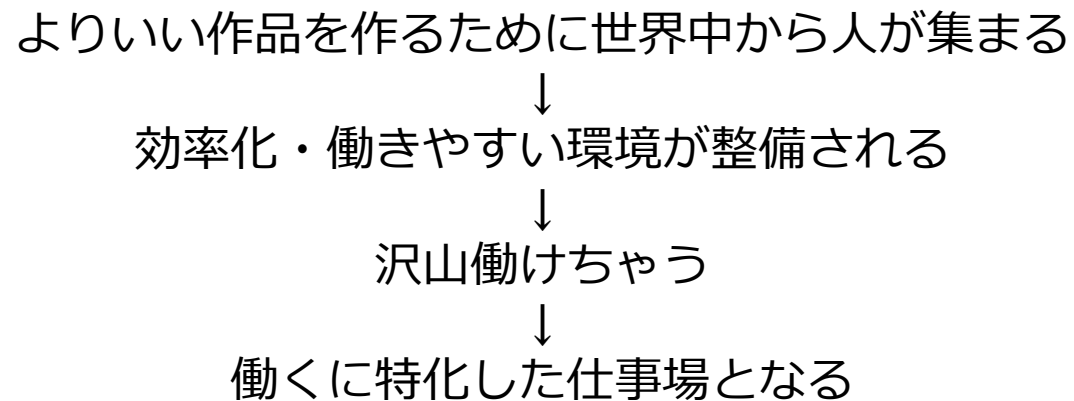 よりいい作品を作るために世界中から人が集まる
↓
効率化・働きやすい環境が整備される
↓
沢山働けちゃう
↓
働くに特化した仕事場となる